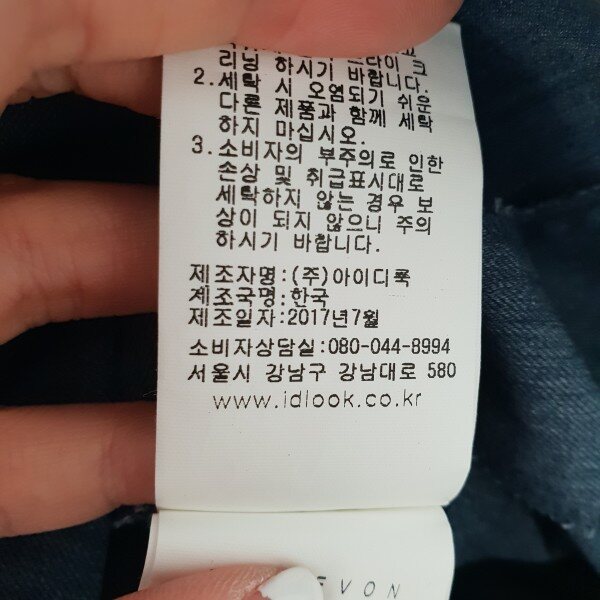 드라이 크
리닝 하시기 바랍니다.
2.세탁 시 오염되기 쉬운
다른 제품과 함께 세탁
하지 마십시오.
3.소비자의 부주의로 인한
손상 및 취급표시대로
세탁하지 않는 경우 보
상이 되지 않으니 주의
하시기 바랍니다.
제조자명:(주)아이디룩
제조국명:한국
제조일자:2017년7월
소비자상담실:080-044-8994
서울시 강남구 강남대로 580
www.idlook.co.kr